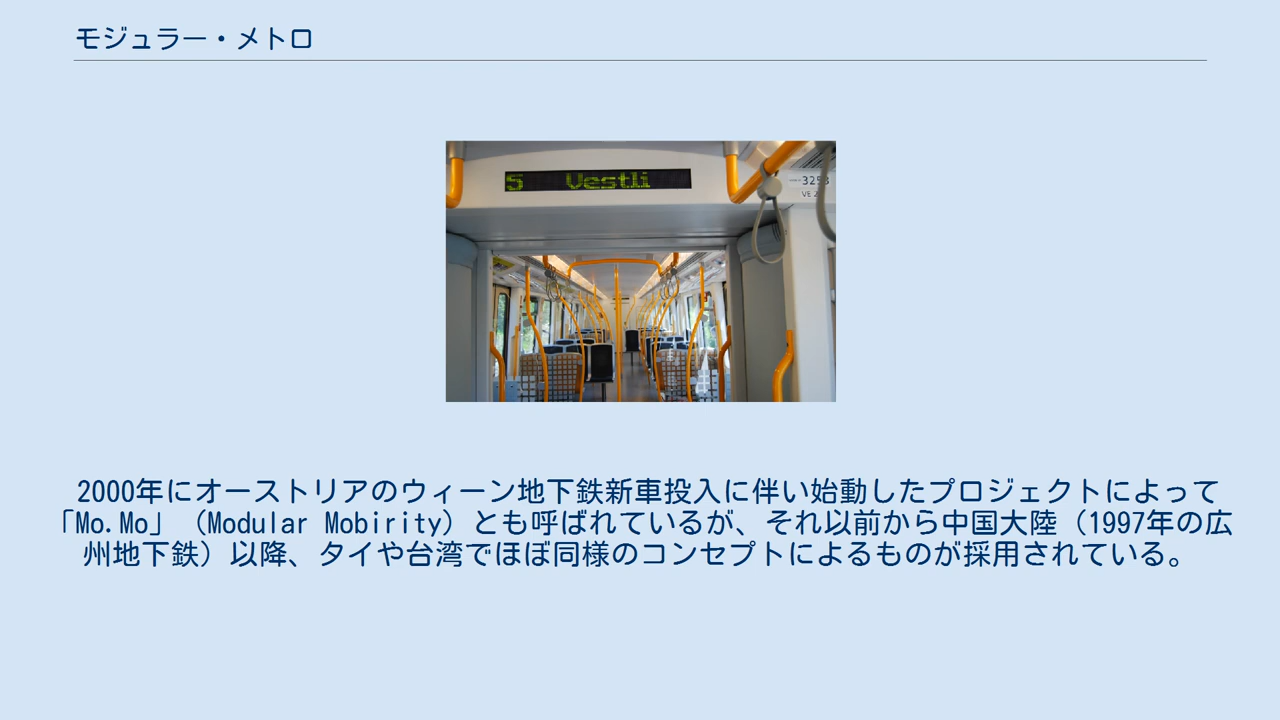 モジュラー・メトロ
5 Vestli
3253
2000年にオーストリアのウィーン地下鉄新車投入に伴い始動したプロジェクトによって
「Mo.Mo」（Modular Mobirity）とも呼ばれているが、それ以前から中国大陸（1997年の広
州地下鉄）以降、タイや台湾でほぼ同様のコンセプトによるものが採用されている。